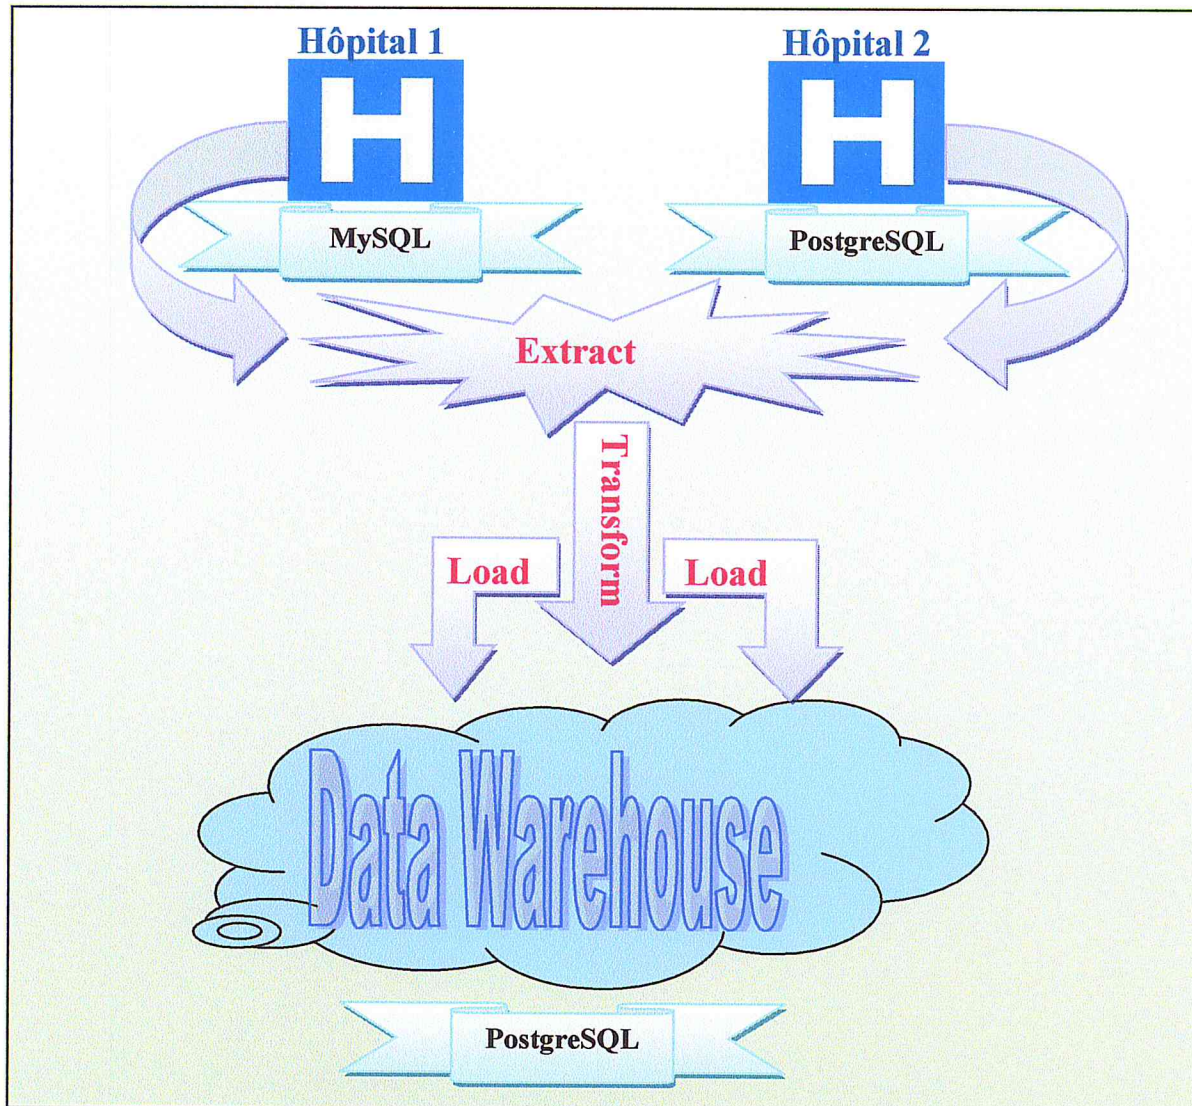 Hôpital 1
Hôpital 2
H
H
MySQL
PostgreSQL
Extract
Transform
Load
Load
Data Warehouse
PostgreSQL